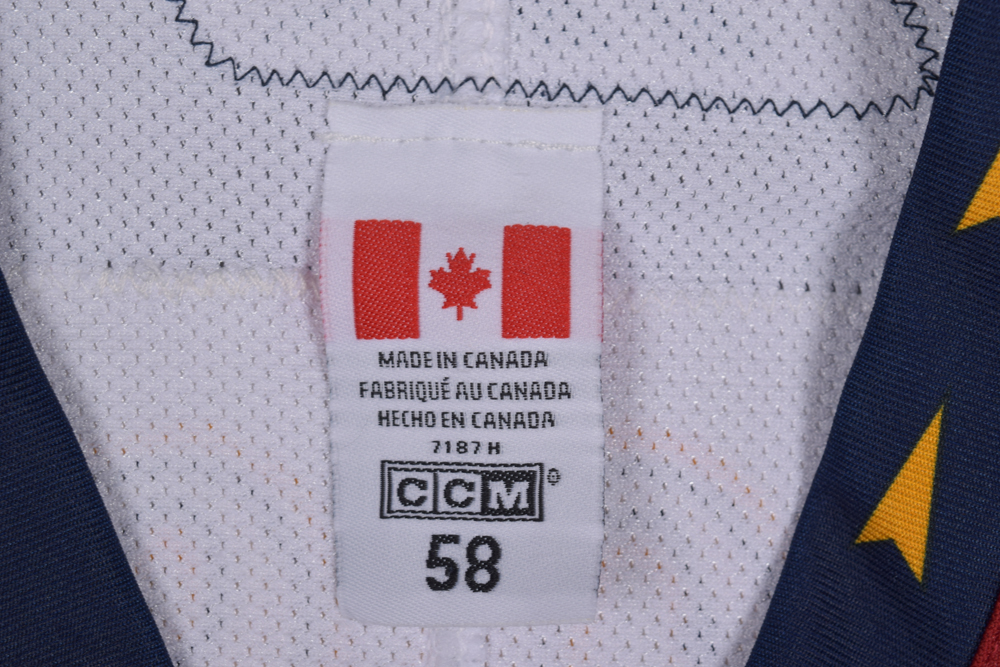 MADE IN CANADA
FABRIQUÉ AU CANADA
HECHO EN CANADA
7187 H
CCM®
58